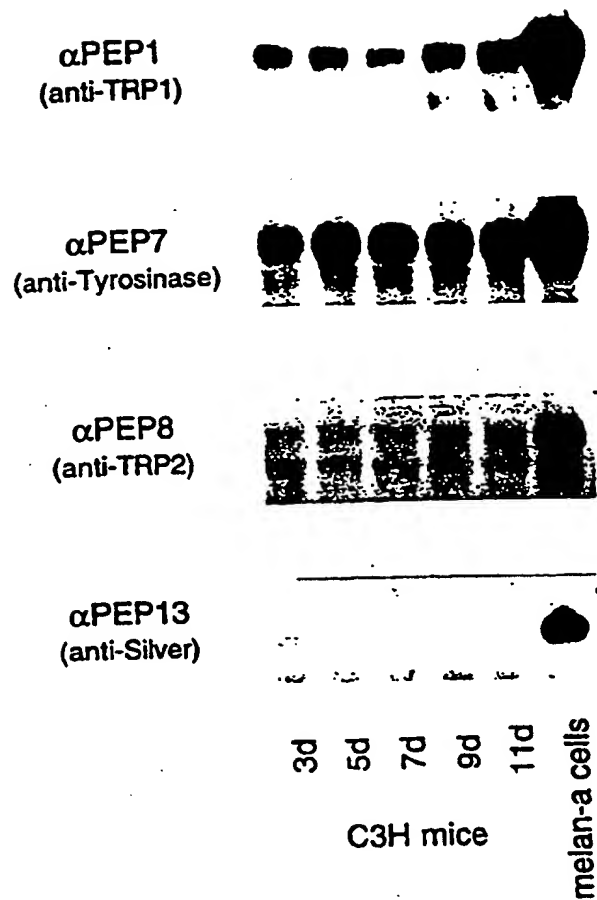 αPEP1
(anti-TRP1)
αPEP7
(anti-Tyrosinase)
αPEP8
(anti-TRP2)
αPEP13
(anti-Silver)
3d
5d
7d
9d
11d
melan-a cells
C3H mice